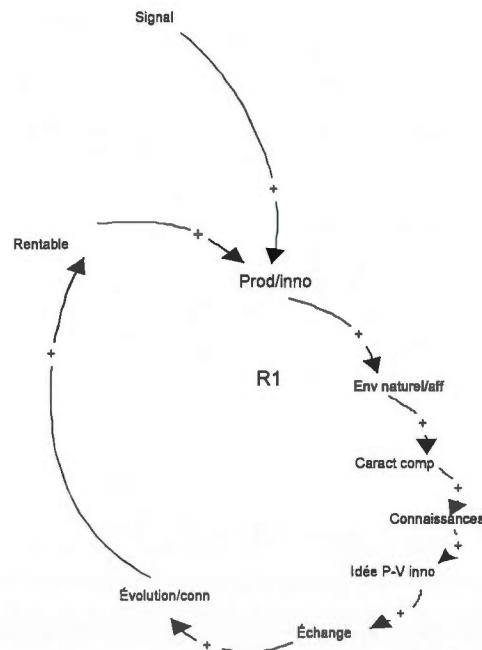 Signal
+
+
Rentable
Prod/inno
+
+
R1
Env naturel/aff
+
Caract comp
+
Connaissances
+
Idée P-V inno
Évolution/conn
+
Échange
+